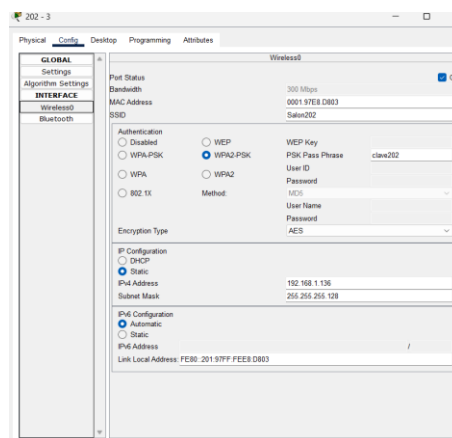 202 - 3
Physical Config Desktop Programming Attributes
GLOBAL
Settings
Algorithm Settings
INTERFACE
Wireless0
Bluetooth
Wireless0
Port Status
Bandwidth 300 Mbps
MAC Address 0001.97E8.D803
SSID Salon202
Authentication
Disabled WEP WEP Key
WPA-PSK WPA2-PSK PSK Pass Phrase clave202
User ID
WPA WPA2
Password
802.1X Method: MD5
User Name
Password
Encryption Type AES
IP Configuration
DHCP
Static
IPv4 Address 192.168.1.136
Subnet Mask 255.255.255.128
IPv6 Configuration
Automatic
Static
IPv6 Address /
Link Local Address: FE80::201:97FF:FEE8:D803